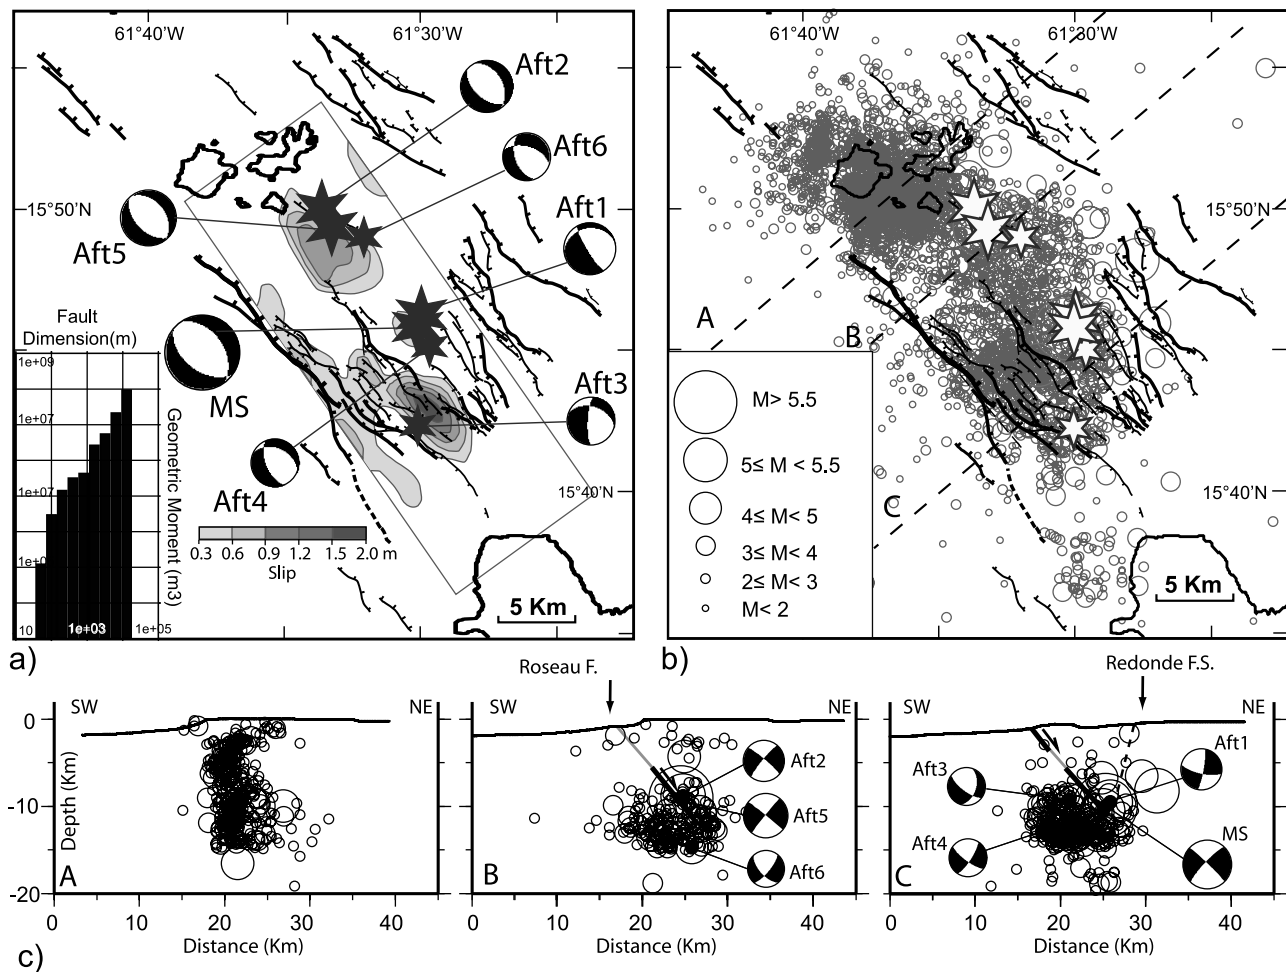 61°40'W
61°30'W
Aft2
Aft6
Aft1
15°50'N
Aft5
Fault
Dimension(m)
MS
Aft3
Aft4
15°40'N
1e+09
1e+07
1e+07
10
1e+03
1e+05
Geometric Moment (m3)
0.3 0.6 0.9 1.2 1.5 2.0 m
Slip
5 Km
a)
61°40'W
61°30'W
15°50'N
A
B
C
M> 5.5
5≤ M < 5.5
4≤ M< 5
3≤ M< 4
2≤ M< 3
M< 2
15°40'N
5 Km
b)
Roseau F.
Redonde F.S.
SW
NE
SW
NE
SW
NE
0
-10
-20
Depth (Km)
A
B
C
Aft2
Aft5
Aft6
Aft3
Aft1
Aft4
MS
0 10 20 30 40
Distance (Km)
0 10 20 30 40
Distance (Km)
0 10 20 30 40
Distance (Km)
c)